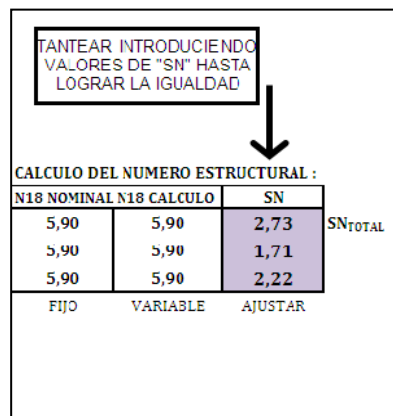 TANTEAR INTRODUCIENDO
VALORES DE "SN" HASTA
LOGRAR LA IGUALDAD
CALCULO DEL NUMERO ESTRUCTURAL :
N18 NOMINAL N18 CALCULO SN
5,90 5,90 2,73 SNTOTAL
5,90 5,90 1,71
5,90 5,90 2,22
FIJO VARIABLE AJUSTAR